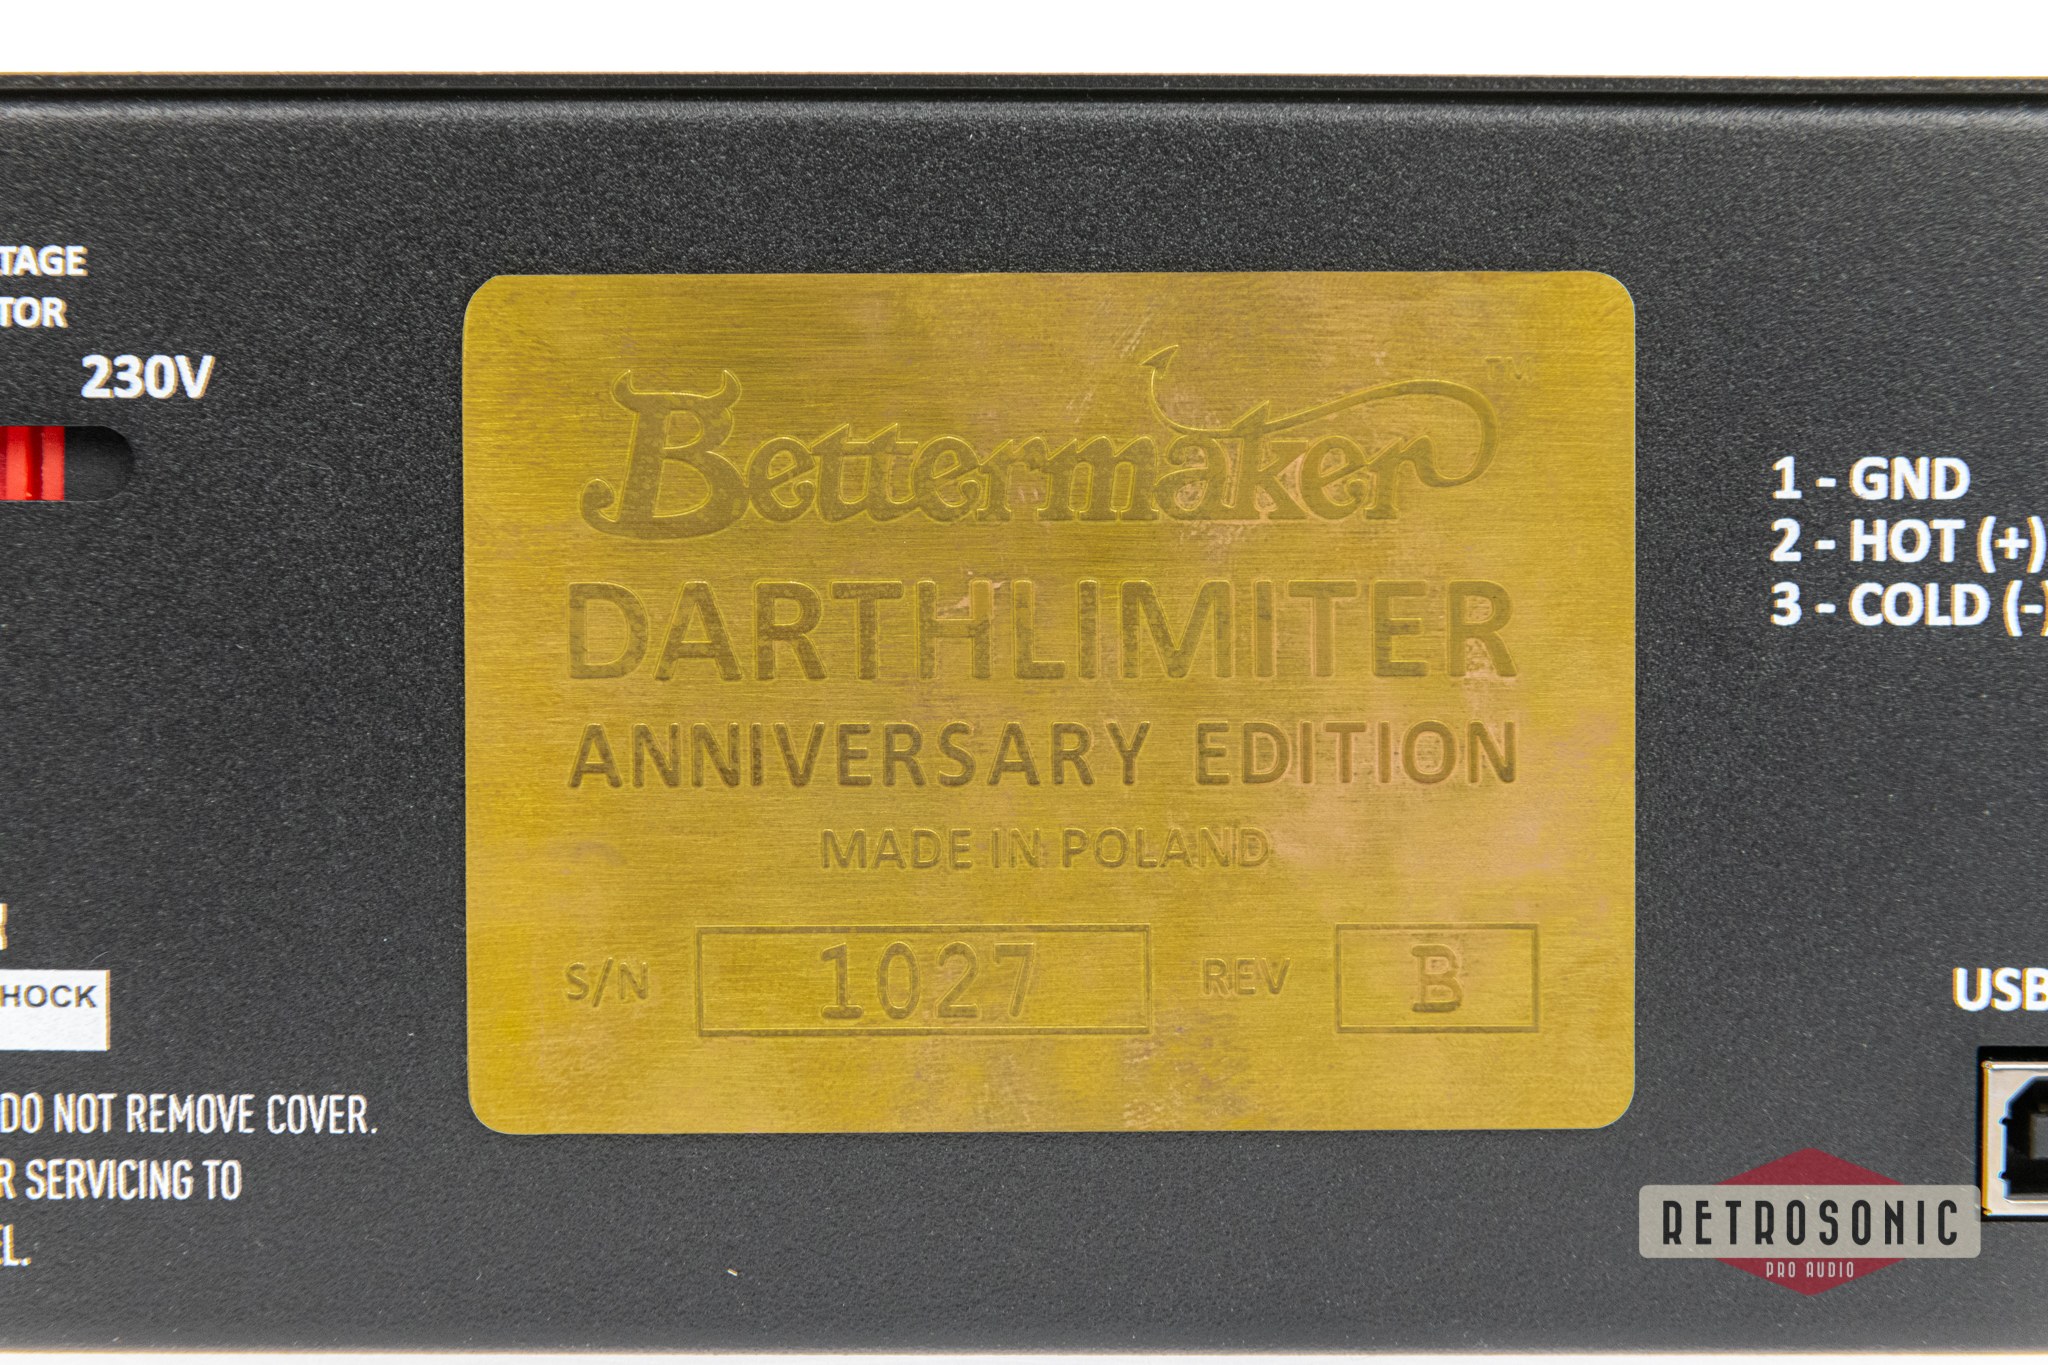 TAGE
TOR
230V
Bettermaker™
DARTHLIMITER
ANNIVERSARY EDITION
MADE IN POLAND
S/N 1027 REV B
1 - GND
2 - HOT (+)
3 - COLD (-)
HOCK
DO NOT REMOVE COVER.
R SERVICING TO
EL.
USB
RETROSONIC
PRO AUDIO